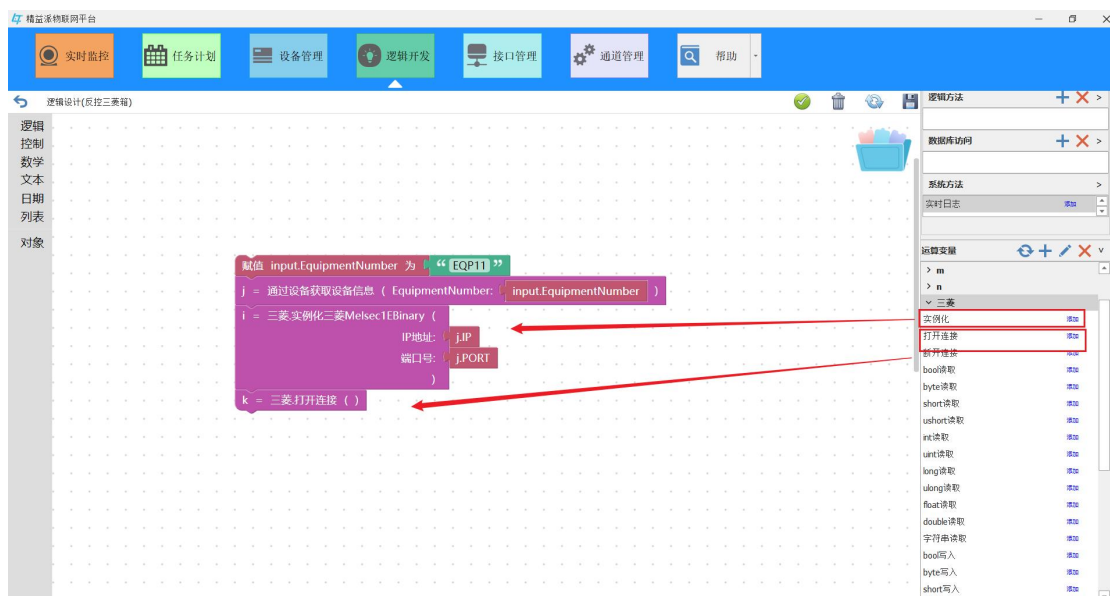 精益派物联网平台
实时监控 任务计划 设备管理 逻辑开发 接口管理 通道管理 帮助
逻辑设计(反控三菱箱)
逻辑
控制
数学
文本
日期
列表
对象
赋值 input.EquipmentNumber 为 “ EQP11 ”
j = 通过设备获取设备信息 ( EquipmentNumber: input.EquipmentNumber )
i = 三菱.实例化三菱Melsec1EBinary (
IP地址: j.IP
端口号: j.PORT
)
k = 三菱.打开连接 ( )
逻辑方法
数据库访问
系统方法
实时日志 添加
运算变量
m
n
三菱
实例化 添加
打开连接 添加
断开连接 添加
bool读取 添加
byte读取 添加
short读取 添加
ushort读取 添加
int读取 添加
uint读取 添加
long读取 添加
ulong读取 添加
float读取 添加
double读取 添加
字符串读取 添加
bool写入 添加
byte写入 添加
short写入 添加